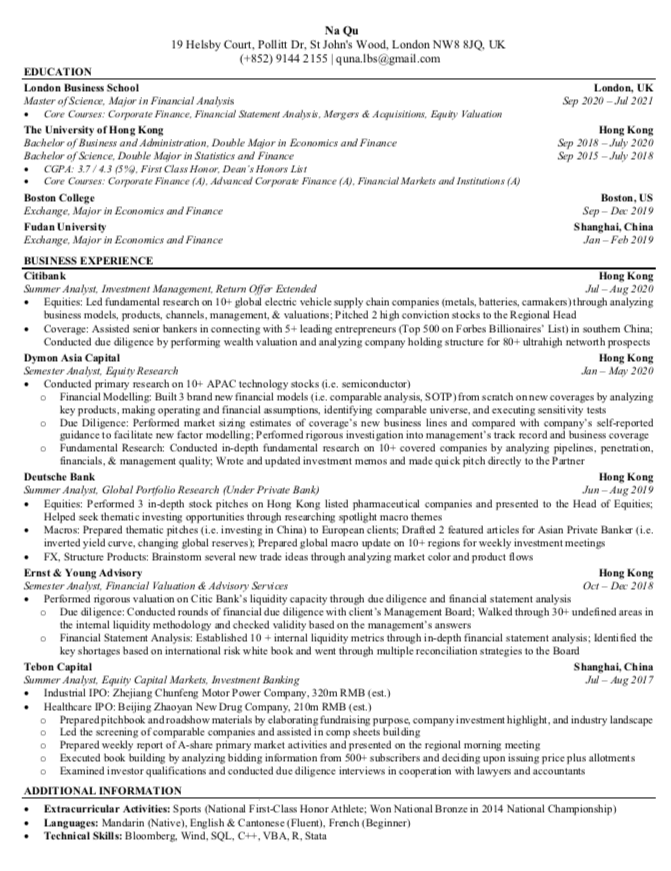 Na Qu
19 Helsby Court, Pollitt Dr, St John's Wood, London NW8 8JQ, UK
(+852) 9144 2155 | quna.lbs@gmail.com
EDUCATION
London Business School London, UK
Master of Science, Major in Financial Analysis Sep 2020 – Jul 2021
• Core Courses: Corporate Finance, Financial Statement Analysis, Mergers & Acquisitions, Equity Valuation
The University of Hong Kong Hong Kong
Bachelor of Business and Administration, Double Major in Economics and Finance Sep 2018 – July 2020
Bachelor of Science, Double Major in Statistics and Finance Sep 2015 – July 2018
• CGPA: 3.7 / 4.3 (5%), First Class Honor, Dean's Honors List
• Core Courses: Corporate Finance (A), Advanced Corporate Finance (A), Financial Markets and Institutions (A)
Boston College Boston, US
Exchange, Major in Economics and Finance Sep – Dec 2019
Fudan University Shanghai, China
Exchange, Major in Economics and Finance Jan – Feb 2019
BUSINESS EXPERIENCE
Citibank Hong Kong
Summer Analyst, Investment Management, Return Offer Extended Jul – Aug 2020
• Equities: Led fundamental research on 10+ global electric vehicle supply chain companies (metals, batteries, carmakers) through analyzing
business models, products, channels, management, & valuations; Pitched 2 high conviction stocks to the Regional Head
• Coverage: Assisted senior bankers in connecting with 5+ leading entrepreneurs (Top 500 on Forbes Billionaires' List) in southern China;
Conducted due diligence by performing wealth valuation and analyzing company holding structure for 80+ ultrahigh networth prospects
Dymon Asia Capital Hong Kong
Semester Analyst, Equity Research Jan – May 2020
• Conducted primary research on 10+ APAC technology stocks (i.e. semiconductor)
o Financial Modelling: Built 3 brand new financial models (i.e. comparable analysis, SOTP) from scratch on new coverages by analyzing
key products, making operating and financial assumptions, identifying comparable universe, and executing sensitivity tests
o Due Diligence: Performed market sizing estimates of coverage's new business lines and compared with company's self-reported
guidance to facilitate new factor modelling; Performed rigorous investigation into management's track record and business coverage
o Fundamental Research: Conducted in-depth fundamental research on 10+ covered companies by analyzing pipelines, penetration,
financials, & management quality; Wrote and updated investment memos and made quick pitch directly to the Partner
Deutsche Bank Hong Kong
Summer Analyst, Global Portfolio Research (Under Private Bank) Jun – Aug 2019
• Equities: Performed 3 in-depth stock pitches on Hong Kong listed pharmaceutical companies and presented to the Head of Equities;
Helped seek thematic investing opportunities through researching spotlight macro themes
• Macros: Prepared thematic pitches (i.e. investing in China) to European clients; Drafted 2 featured articles for Asian Private Banker (i.e.
inverted yield curve, changing global reserves); Prepared global macro update on 10+ regions for weekly investment meetings
• FX, Structure Products: Brainstorm several new trade ideas through analyzing market color and product flows
Ernst & Young Advisory Hong Kong
Semester Analyst, Financial Valuation & Advisory Services Oct – Dec 2018
• Performed rigorous valuation on Citic Bank's liquidity capacity through due diligence and financial statement analysis
o Due diligence: Conducted rounds of financial due diligence with client's Management Board; Walked through 30+ undefined areas in
the internal liquidity methodology and checked validity based on the management's answers
o Financial Statement Analysis: Established 10 + internal liquidity metrics through in-depth financial statement analysis; Identified the
key shortages based on international risk white book and went through multiple reconciliation strategies to the Board
Tebon Capital Shanghai, China
Summer Analyst, Equity Capital Markets, Investment Banking Jul – Aug 2017
• Industrial IPO: Zhejiang Chunfeng Motor Power Company, 320m RMB (est.)
• Healthcare IPO: Beijing Zhaoyan New Drug Company, 210m RMB (est.)
o Prepared pitchbook and roadshow materials by elaborating fundraising purpose, company investment highlight, and industry landscape
o Led the screening of comparable companies and assisted in comp sheets building
o Prepared weekly report of A-share primary market activities and presented on the regional morning meeting
o Executed book building by analyzing bidding information from 500+ subscribers and deciding upon issuing price plus allotments
o Examined investor qualifications and conducted due diligence interviews in cooperation with lawyers and accountants
ADDITIONAL INFORMATION
• Extracurricular Activities: Sports (National First-Class Honor Athlete; Won National Bronze in 2014 National Championship)
• Languages: Mandarin (Native), English & Cantonese (Fluent), French (Beginner)
• Technical Skills: Bloomberg, Wind, SQL, C++, VBA, R, Stata